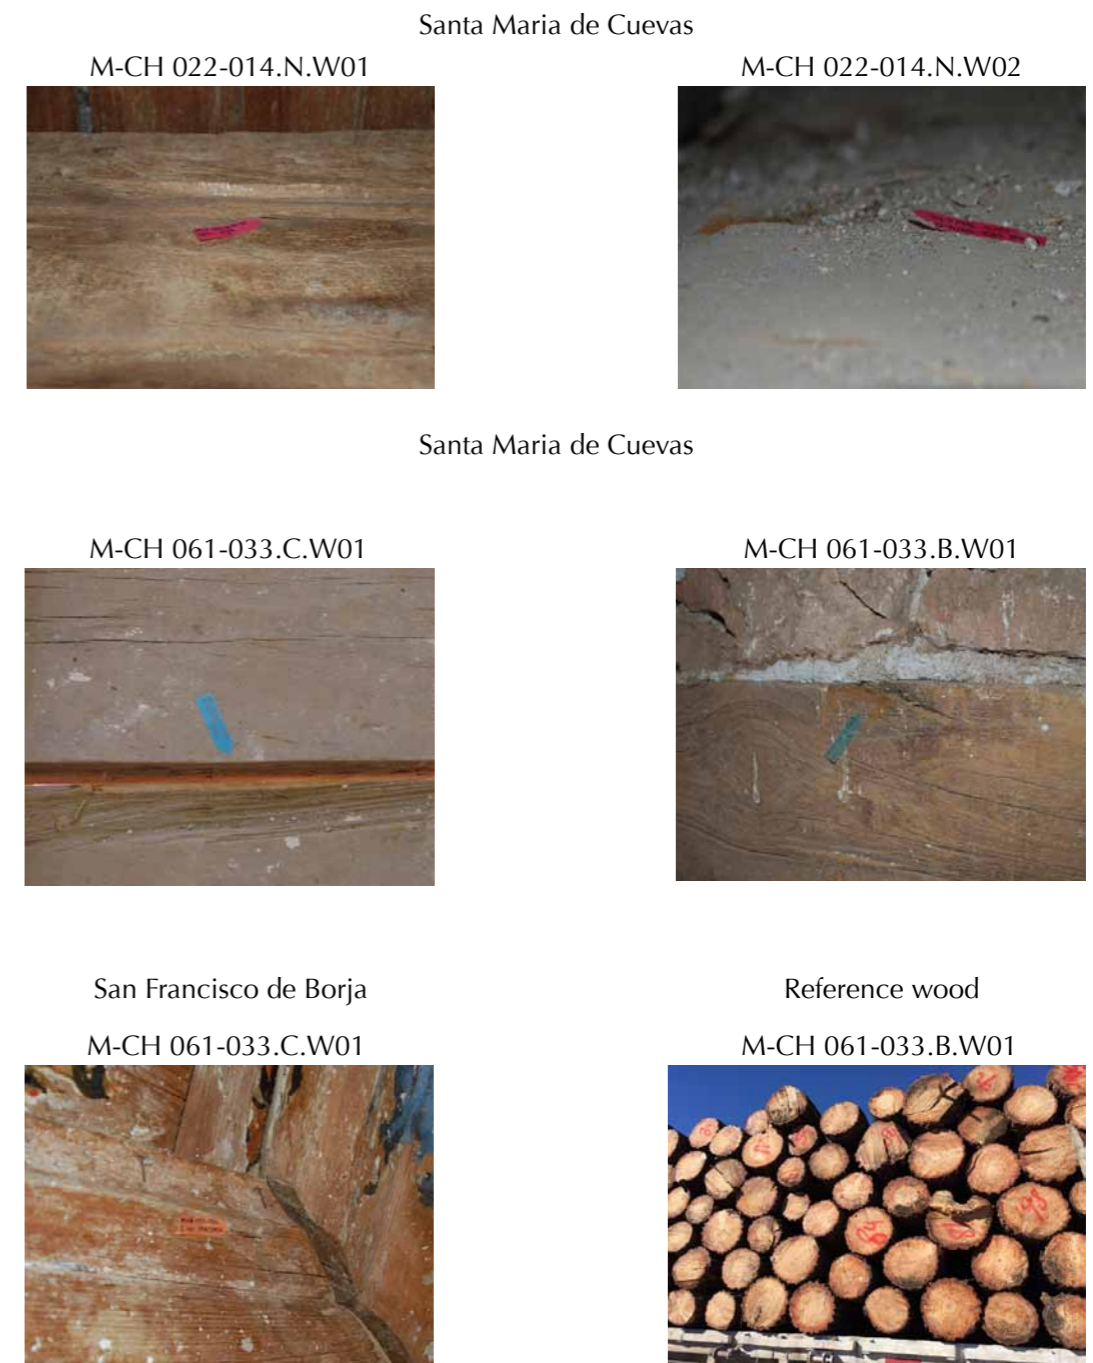 Santa Maria de Cuevas
M-CH 022-014.N.W01
M-CH 022-014.N.W02
Santa Maria de Cuevas
M-CH 061-033.C.W01
M-CH 061-033.B.W01
San Francisco de Borja
Reference wood
M-CH 061-033.C.W01
M-CH 061-033.B.W01